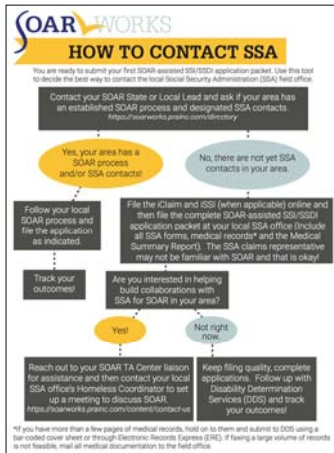 SOAR WORKS
HOW TO CONTACT SSA
You are ready to submit your first SOAR-assisted SSI/SSDI application packet. Use this tool
to decide the best way to contact the local Social Security Administration (SSA) field office.
Contact your SOAR State or Local Lead and ask if your area has
an established SOAR process and designated SSA contacts.
https://soarworks.prainc.com/directory
Yes, your area has a
SOAR process
and/or SSA contacts!
No, there are not yet SSA
contacts in your area.
Follow your local
SOAR process and
file the application
as indicated.
Track your
outcomes!
File the iClaim and iSSI (when applicable) online and
then file the complete SOAR-assisted SSI/SSDI
application packet at your local SSA office (Include
all SSA forms, medical records* and the Medical
Summary Report). The SSA claims representative
may not be familiar with SOAR and that is okay!
Are you interested in helping
build collaborations with
SSA for SOAR in your area?
Yes!
Not right
now.
Reach out to your SOAR TA Center liaison
for assistance and then contact your local
SSA office's Homeless Coordinator to set
up a meeting to discuss SOAR.
https://soarworks.prainc.com/content/contact-us
Keep filing quality, complete
applications. Follow up with
Disability Determination
Services (DDS) and track
your outcomes!
*If you have more than a few pages of medical records, hold on to them and submit to DDS using a
bar-coded cover sheet or through Electronic Records Express (ERE). If faxing a large volume of records
is not feasible, mail all medical documentation to the field office.